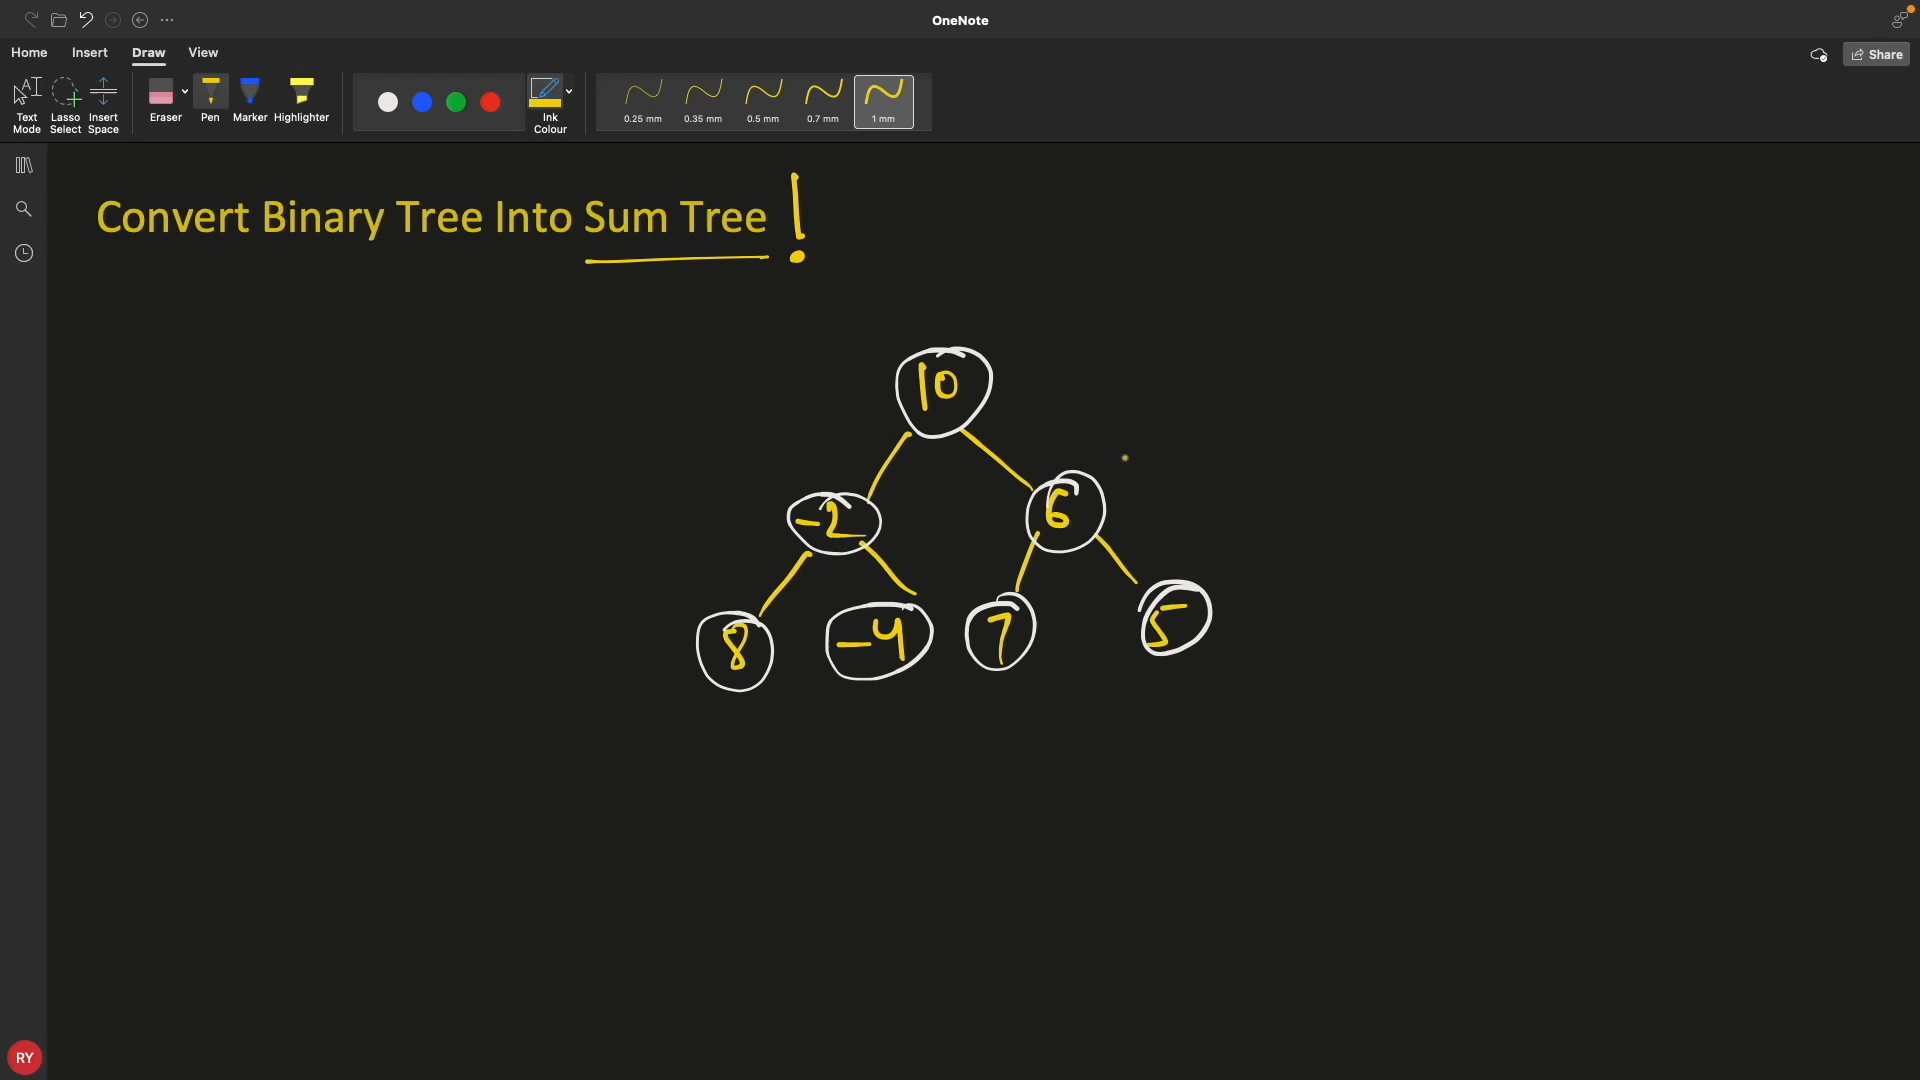 OneNote
Home Insert Draw View
Share
Text Mode
Lasso Select
Insert Space
Eraser
Pen
Marker
Highlighter
Ink Colour
0.25 mm
0.35 mm
0.5 mm
0.7 mm
1 mm
Convert Binary Tree Into Sum Tree !
10
-2 6
8 -4 7 5
RY